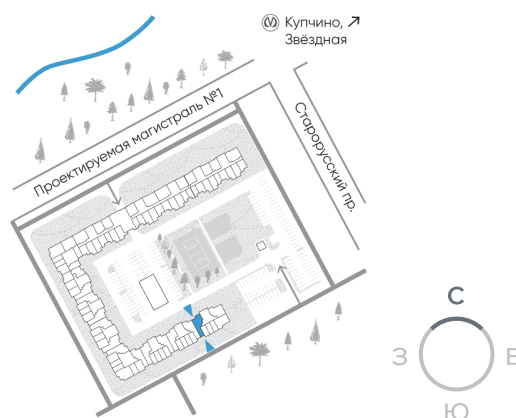 Купчино, ↗
Звёздная
Проектируемая магистраль №1
Старорусский пр.
С
З
В
Ю